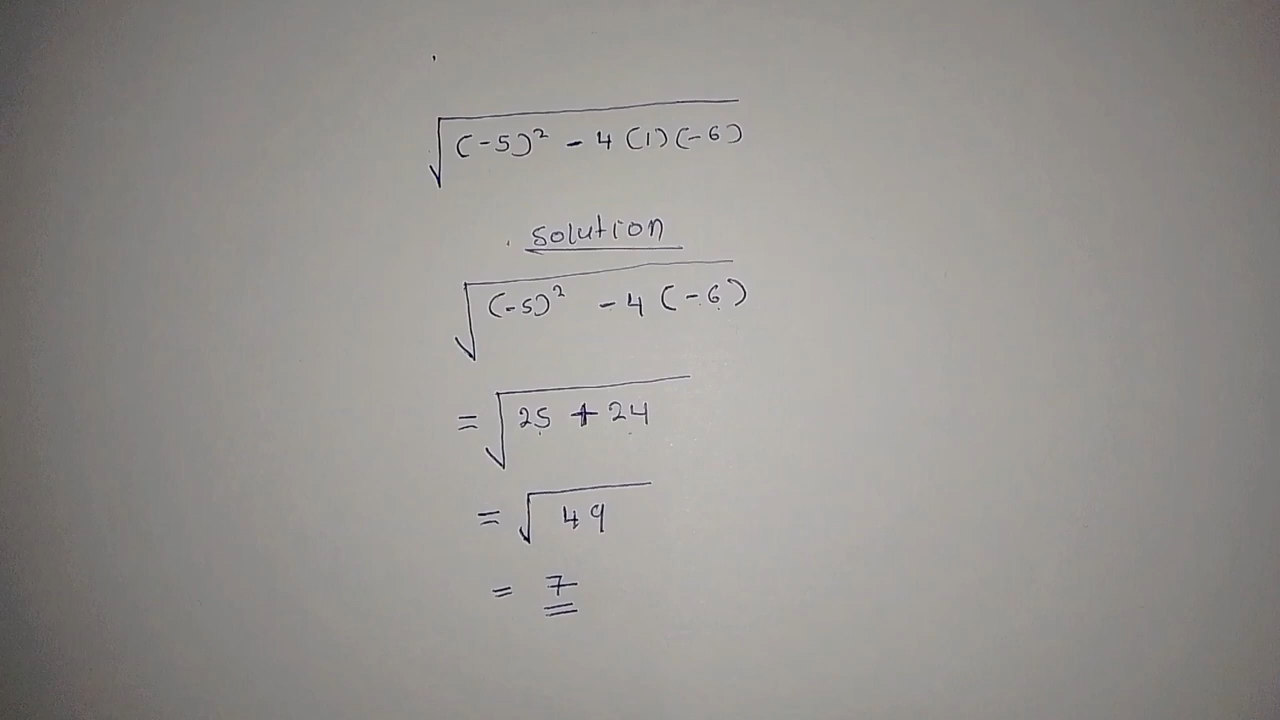 √(-5)² - 4(1)(-6)
solution
√(-5)² - 4(-6)
= √25 + 24
= √49
= 7